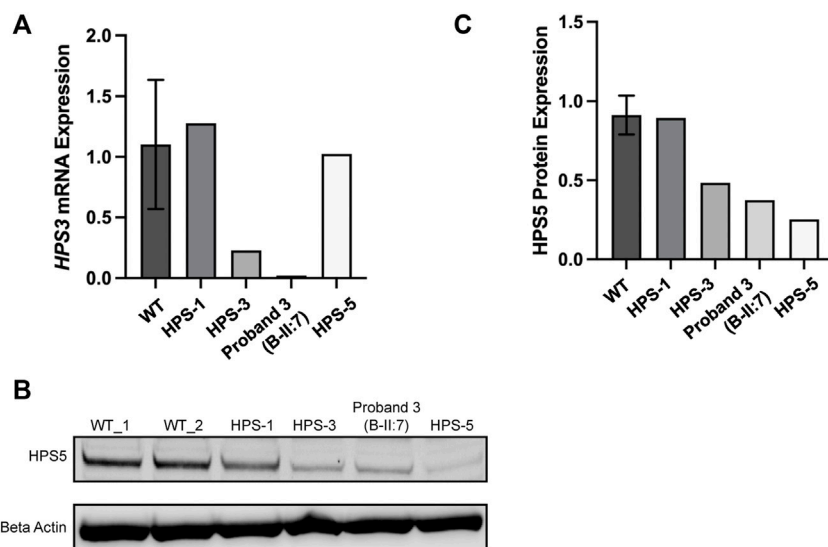 A
HPS3 mRNA Expression
2.0
1.5
1.0
0.5
0.0
WT
HPS-1
HPS-3
Proband 3
(B-II:7)
HPS-5
C
HPS5 Protein Expression
1.5
1.0
0.5
0.0
WT
HPS-1
HPS-3
Proband 3
(B-II:7)
HPS-5
B
WT_1 WT_2 HPS-1 HPS-3 Proband 3
(B-II:7) HPS-5
HPS5
Beta Actin